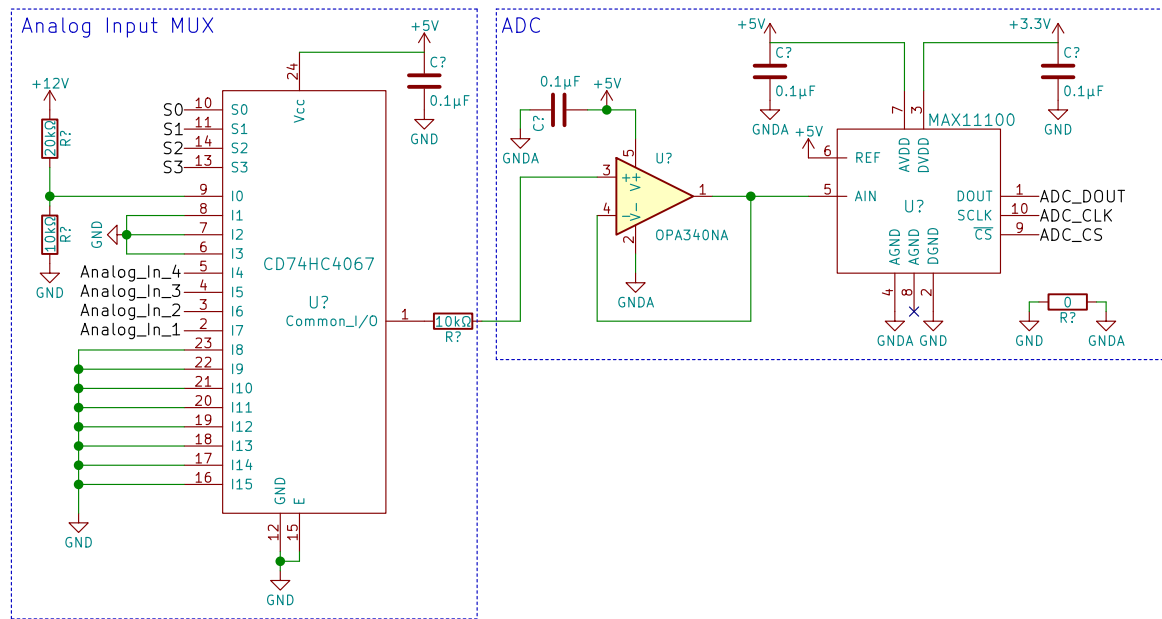 Analog Input MUX
+12V
20kΩ
R?
10kΩ
R?
GND
+5V
C?
0.1µF
GND
24
Vcc
S0 10 S0
S1 11 S1
S2 14 S2
S3 13 S3
9 I0
8 I1
GND 7 I2
6 I3
Analog_In_4 5 I4
Analog_In_3 4 I5
Analog_In_2 3 I6
Analog_In_1 2 I7
23 I8
22 I9
21 I10
20 I11
19 I12
18 I13
17 I14
16 I15
GND
CD74HC4067
U?
Common_I/O 1
10kΩ
R?
GND E
12 15
GND
ADC
0.1µF
C?
+5V
GNDA
U?
3 +
V+ 5
4 -
V- 2
1
OPA340NA
GNDA
+5V
C?
0.1µF
GNDA
+3.3V
C?
0.1µF
GND
MAX11100
7 3
AVDD DVDD
+5V
6 REF
5 AIN
U?
DOUT 1 ADC_DOUT
SCLK 10 ADC_CLK
CS 9 ADC_CS
AGND AGND DGND
4 8 2
GNDA GND
0
R?
GND GNDA